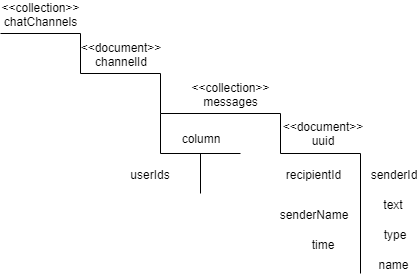 <<collection>>
chatChannels
<<document>>
channelId
<<collection>>
messages
column
userIds
<<document>>
uuid
recipientId
senderId
text
senderName
type
time
name